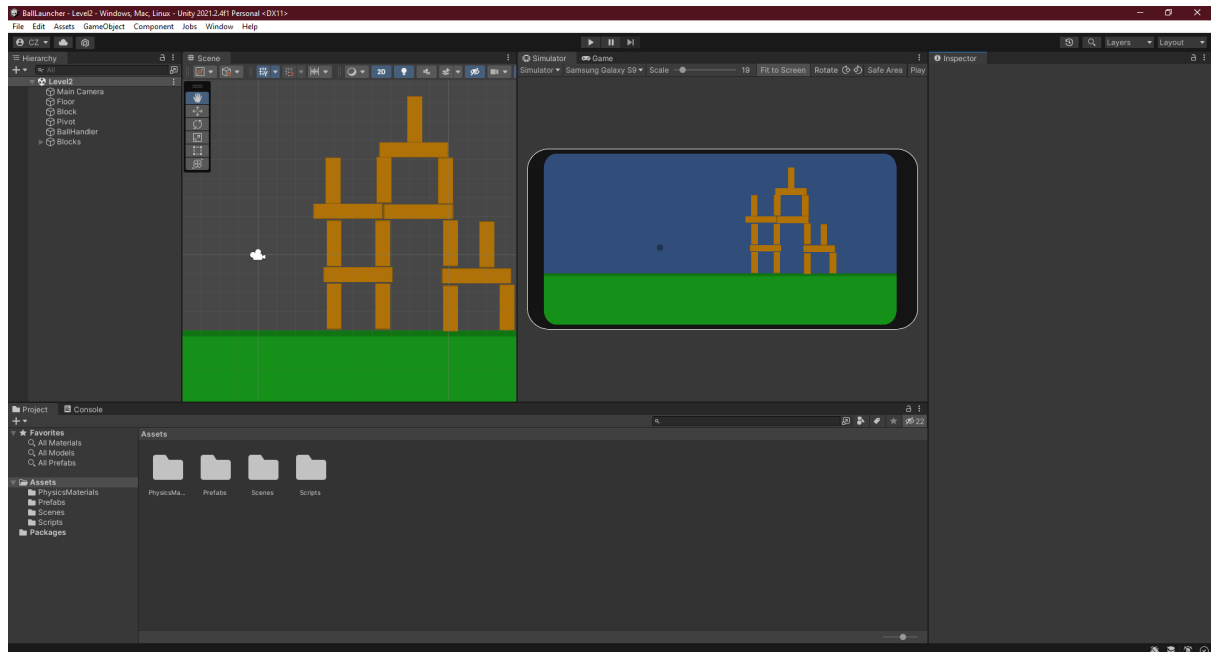 BallLauncher - Level2 - Windows, Mac, Linux - Unity 2021.2.4f1 Personal <DX11>
File Edit Assets GameObject Component Jobs Window Help
CZ Layers Layout
Hierarchy Scene Simulator Game Inspector
All 2D Simulator Samsung Galaxy S9 Scale 19 Fit to Screen Rotate Safe Area Play
Level2
Main Camera
Floor
Block
Pivot
BallHandler
Blocks
Project Console
22
Favorites Assets
All Materials
All Models
All Prefabs
Assets
PhysicsMaterials
Prefabs
Scenes
Scripts
Packages
PhysicsMa... Prefabs Scenes Scripts